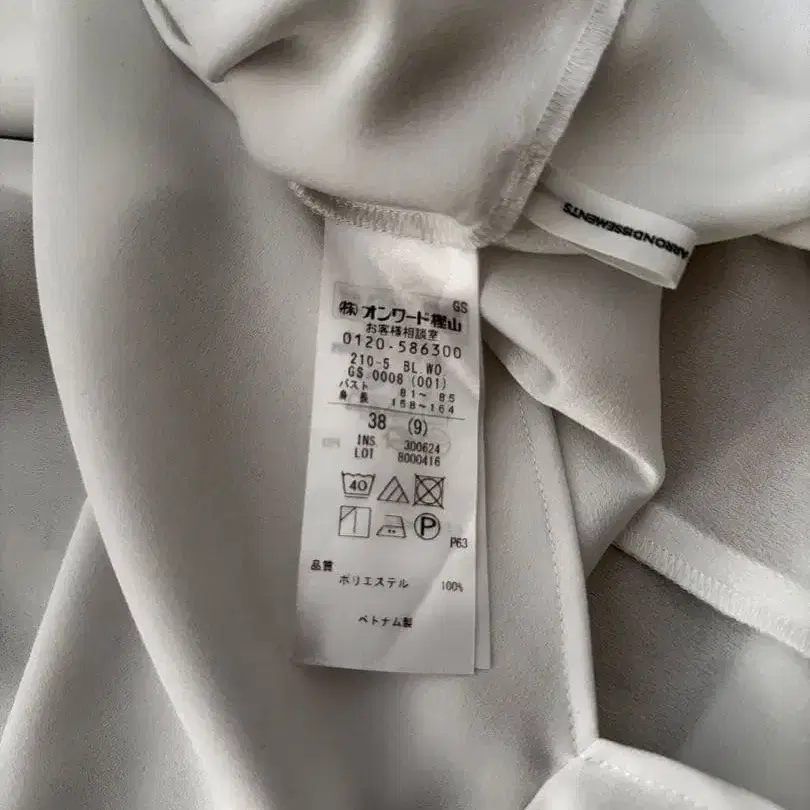 ARRONDISSEMENTS
GS
(株)オンワード樫山
お客様相談室
0120-586300
210-5 BL.WO.
GS 0008 (001)
バスト 81〜 85
身 長 158〜164
38 (9)
INS 300624
LOT 8000416
40
P
P63
品質
ポリエステル 100%
ベトナム製